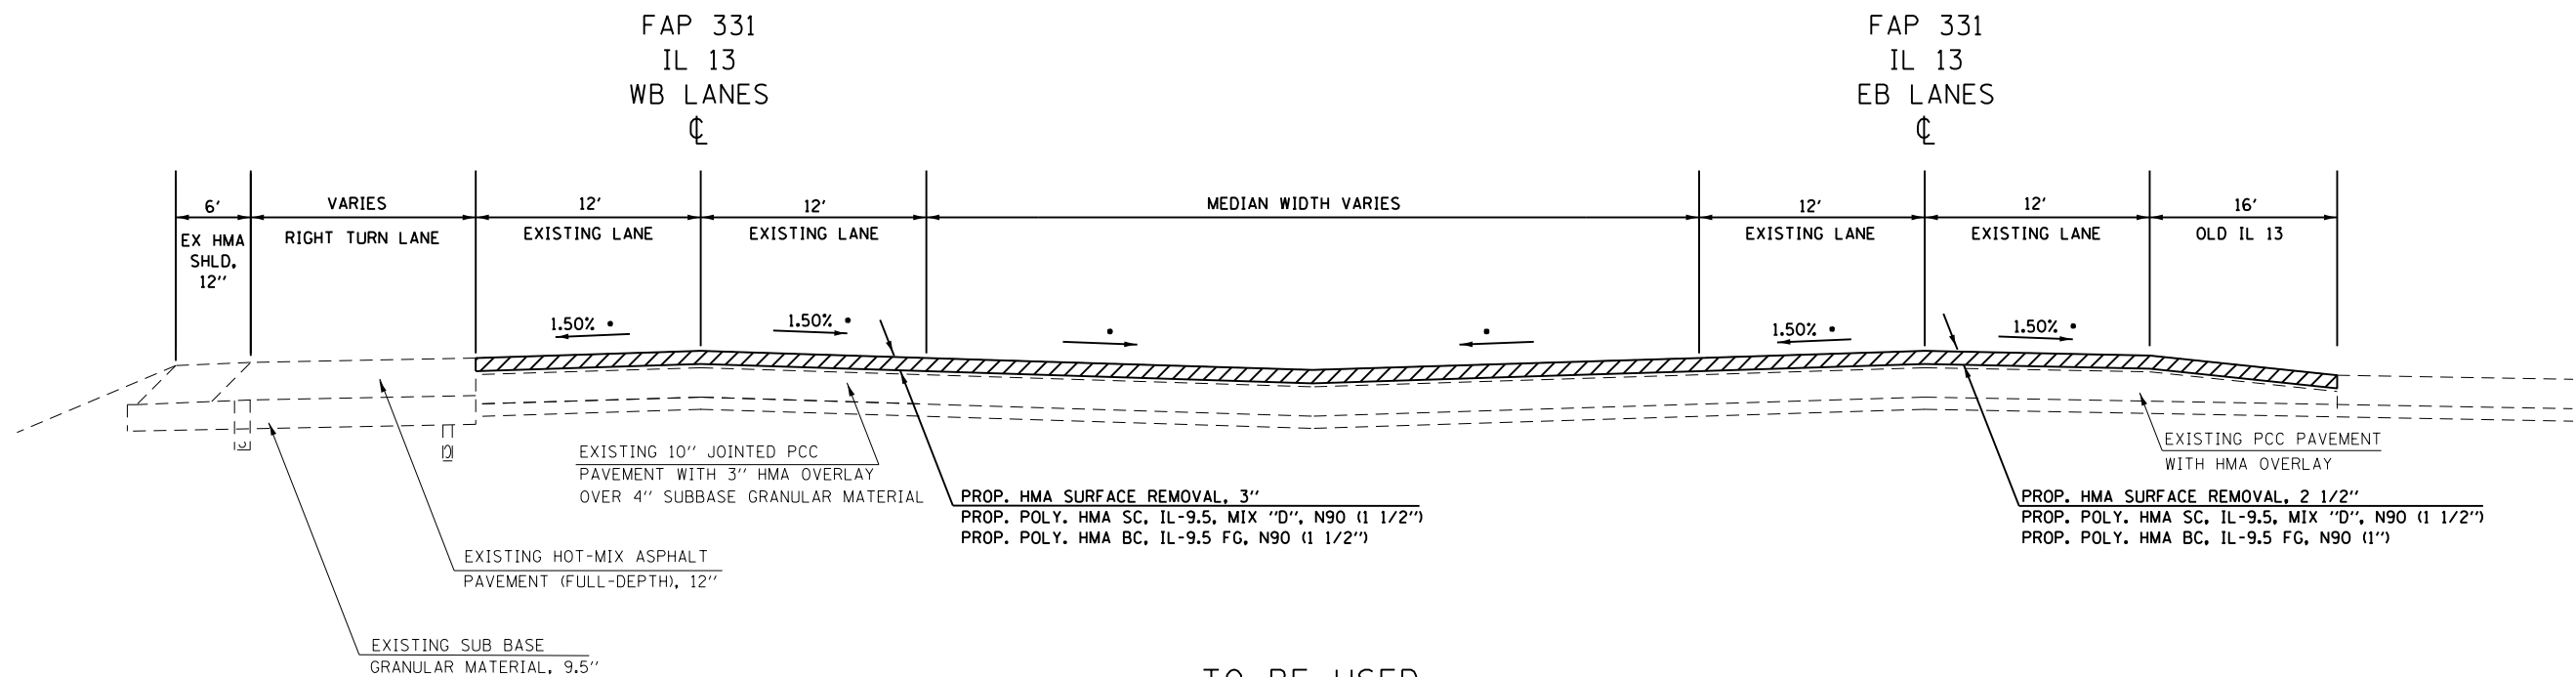 FAP 331
IL 13
WB LANES
℄
FAP 331
IL 13
EB LANES
℄
6'
EX HMA
SHLD,
12"
VARIES
RIGHT TURN LANE
12'
EXISTING LANE
12'
EXISTING LANE
MEDIAN WIDTH VARIES
12'
EXISTING LANE
12'
EXISTING LANE
16'
OLD IL 13
1.50% •
1.50% •
•
•
1.50% •
1.50% •
EXISTING 10" JOINTED PCC
PAVEMENT WITH 3" HMA OVERLAY
OVER 4" SUBBASE GRANULAR MATERIAL
PROP. HMA SURFACE REMOVAL, 3"
PROP. POLY. HMA SC, IL-9.5, MIX "D", N90 (1 1/2")
PROP. POLY. HMA BC, IL-9.5 FG, N90 (1 1/2")
EXISTING PCC PAVEMENT
WITH HMA OVERLAY
PROP. HMA SURFACE REMOVAL, 2 1/2"
PROP. POLY. HMA SC, IL-9.5, MIX "D", N90 (1 1/2")
PROP. POLY. HMA BC, IL-9.5 FG, N90 (1")
EXISTING HOT-MIX ASPHALT
PAVEMENT (FULL-DEPTH), 12"
EXISTING SUB BASE
GRANULAR MATERIAL, 9.5"
TO BE USED